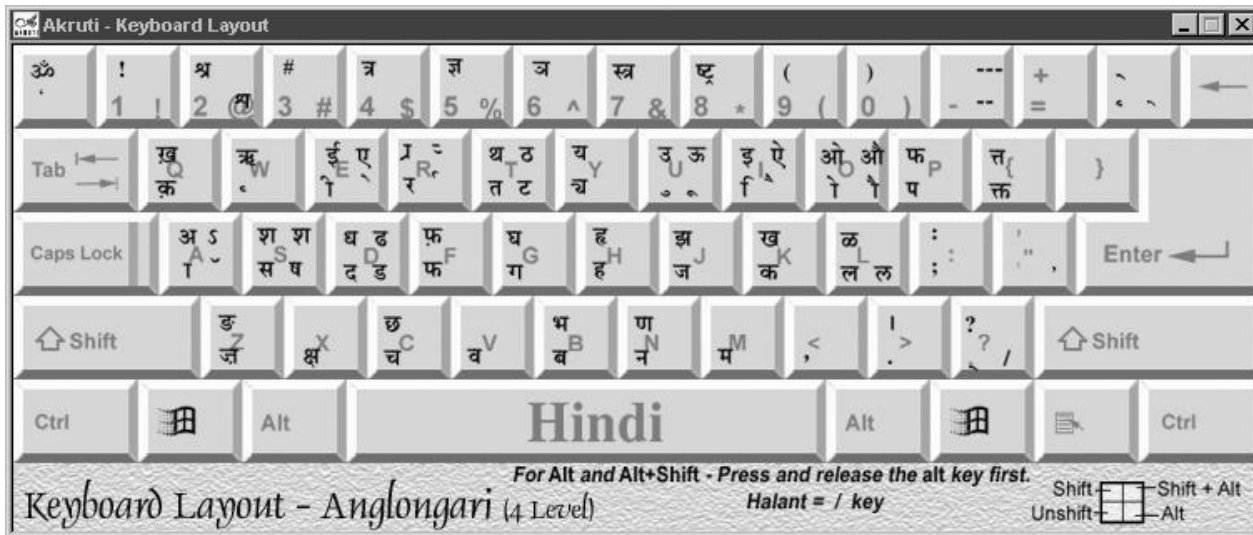 Akruti - Keyboard Layout
ॐ ! श्र # त्र ज्ञ ञ स्त्र ष्ट्र ( ) --- +
1 ! 2 @ 3 # 4 $ 5 % 6 ^ 7 & 8 * 9 ( 0 ) - -- =
Tab ख़ Q क़ ऋ W ृ ई ए E ी े R र थ ठ T त ट य Y च्च उ ऊ U ु ू इ ऐ I ि ै ओ औ O ो ौ फ P प त्त { क्त }
Caps Lock अ ऽ A ा श श S स ष ध ढ D द ड फ़ F फ घ G ग हृ H ह झ J ज ख K क ळ L ल ल : : ; ' " , Enter
Shift ङ Z ज़ X क्ष छ C च V व भ B ब ण N न M म < , । > . ? ? / Shift
Ctrl Alt Hindi Alt Ctrl
For Alt and Alt+Shift - Press and release the alt key first.
Halant = / key
Keyboard Layout - Anglongari (4 Level)
Shift Shift + Alt
Unshift Alt